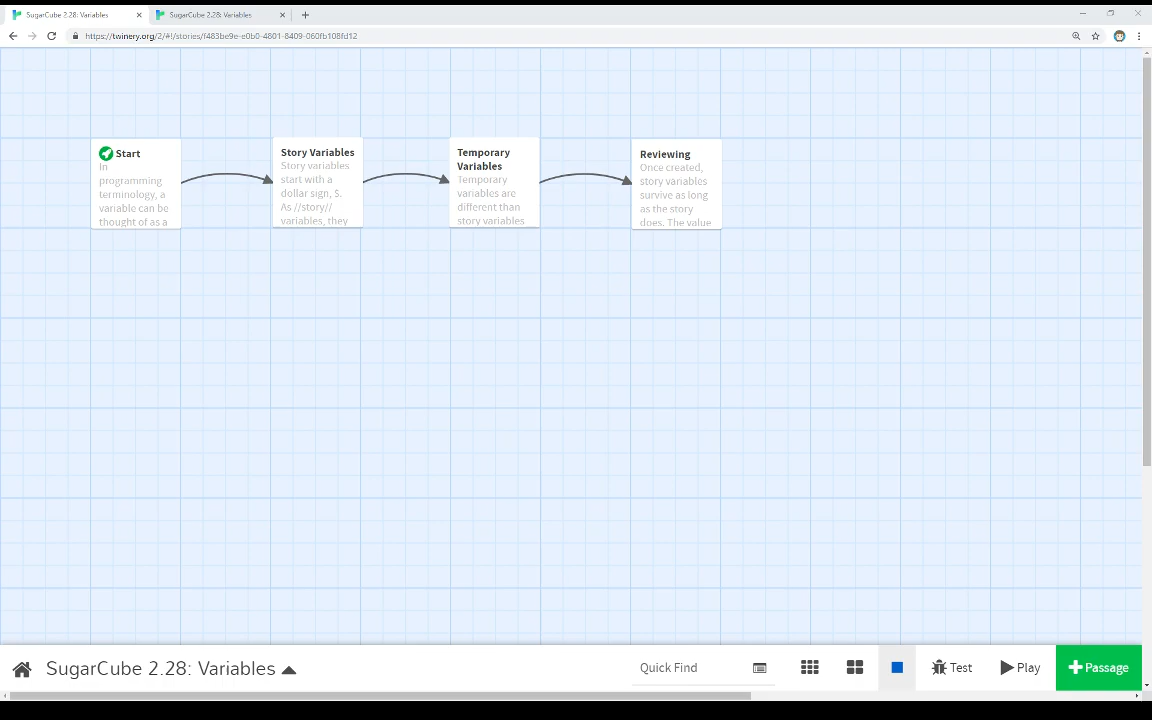 SugarCube 2.28: Variables
SugarCube 2.28: Variables
https://twinery.org/2/#!/stories/f483be9e-e0b0-4801-8409-060fb108fd12
Start
In
programming
terminology, a
variable can be
thought of as a
Story Variables
Story variables
start with a
dollar sign, $.
As //story//
variables, they
Temporary
Variables
Temporary
variables are
different than
story variables
Reviewing
Once created,
story variables
survive as long
as the story
does. The value
SugarCube 2.28: Variables
Quick Find
Test
Play
Passage